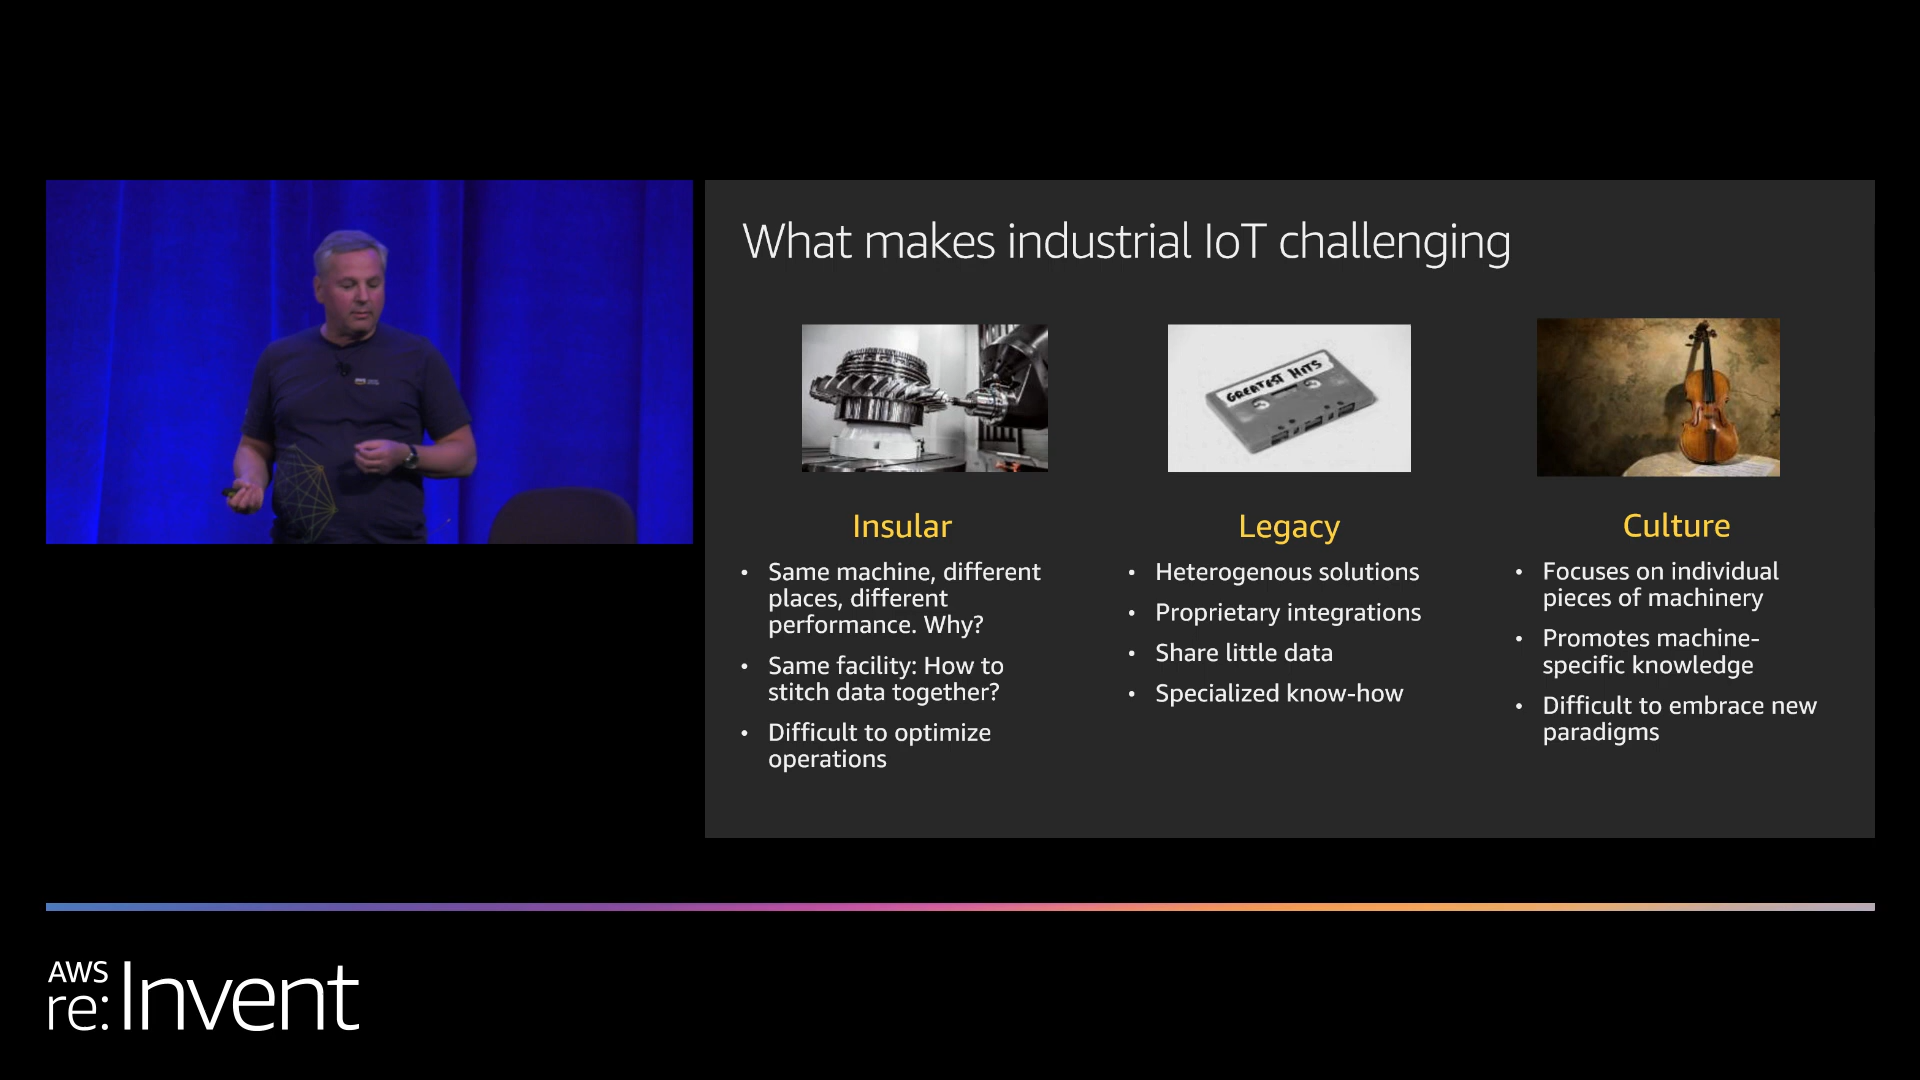 What makes industrial IoT challenging
GREATEST HITS
Insular
• Same machine, different
places, different
performance. Why?
• Same facility: How to
stitch data together?
• Difficult to optimize
operations
Legacy
• Heterogenous solutions
• Proprietary integrations
• Share little data
• Specialized know-how
Culture
• Focuses on individual
pieces of machinery
• Promotes machine-
specific knowledge
• Difficult to embrace new
paradigms
AWS
re:Invent